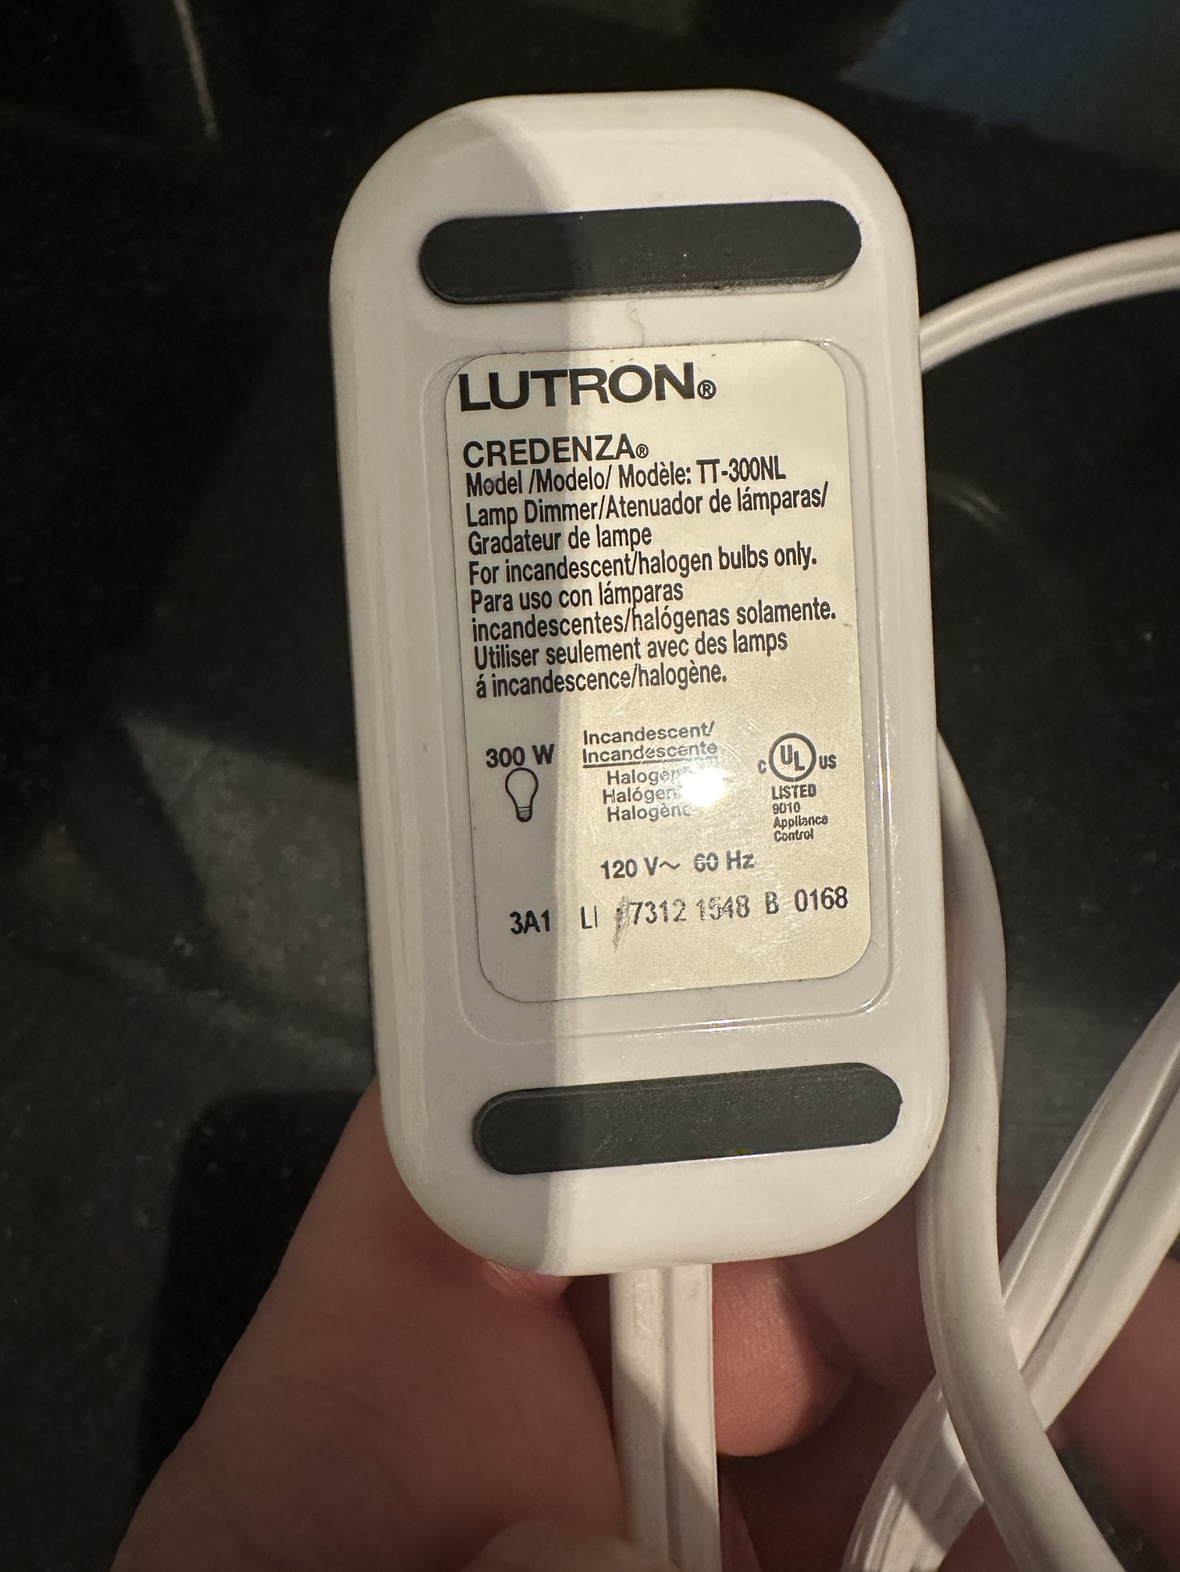 LUTRON®
CREDENZA®
Model /Modelo/ Modèle: TT-300NL
Lamp Dimmer/Atenuador de lámparas/
Gradateur de lampe
For incandescent/halogen bulbs only.
Para uso con lámparas
incandescentes/halógenas solamente.
Utiliser seulement avec des lamps
á incandescence/halogène.
300 W
Incandescent/
Incandescente
Halogen
Halógen
Halogène
C UL US
LISTED
9D10
Appliance
Control
120 V~ 60 Hz
3A1 LI 7312 1548 B 0168